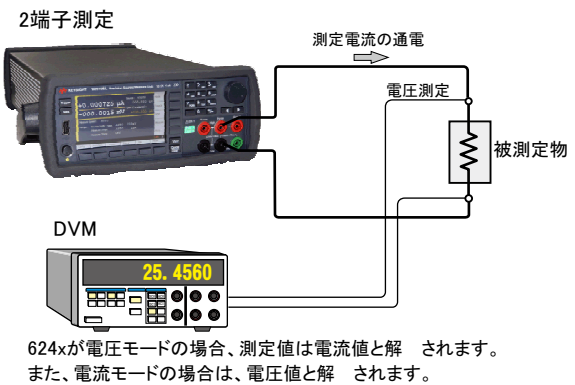 2端子測定
測定電流の通電
電圧測定
KEYSIGHT
被測定物
DVM
25.4560
624xが電圧モードの場合、測定値は電流値と解　されます。
また、電流モードの場合は、電圧値と解　されます。